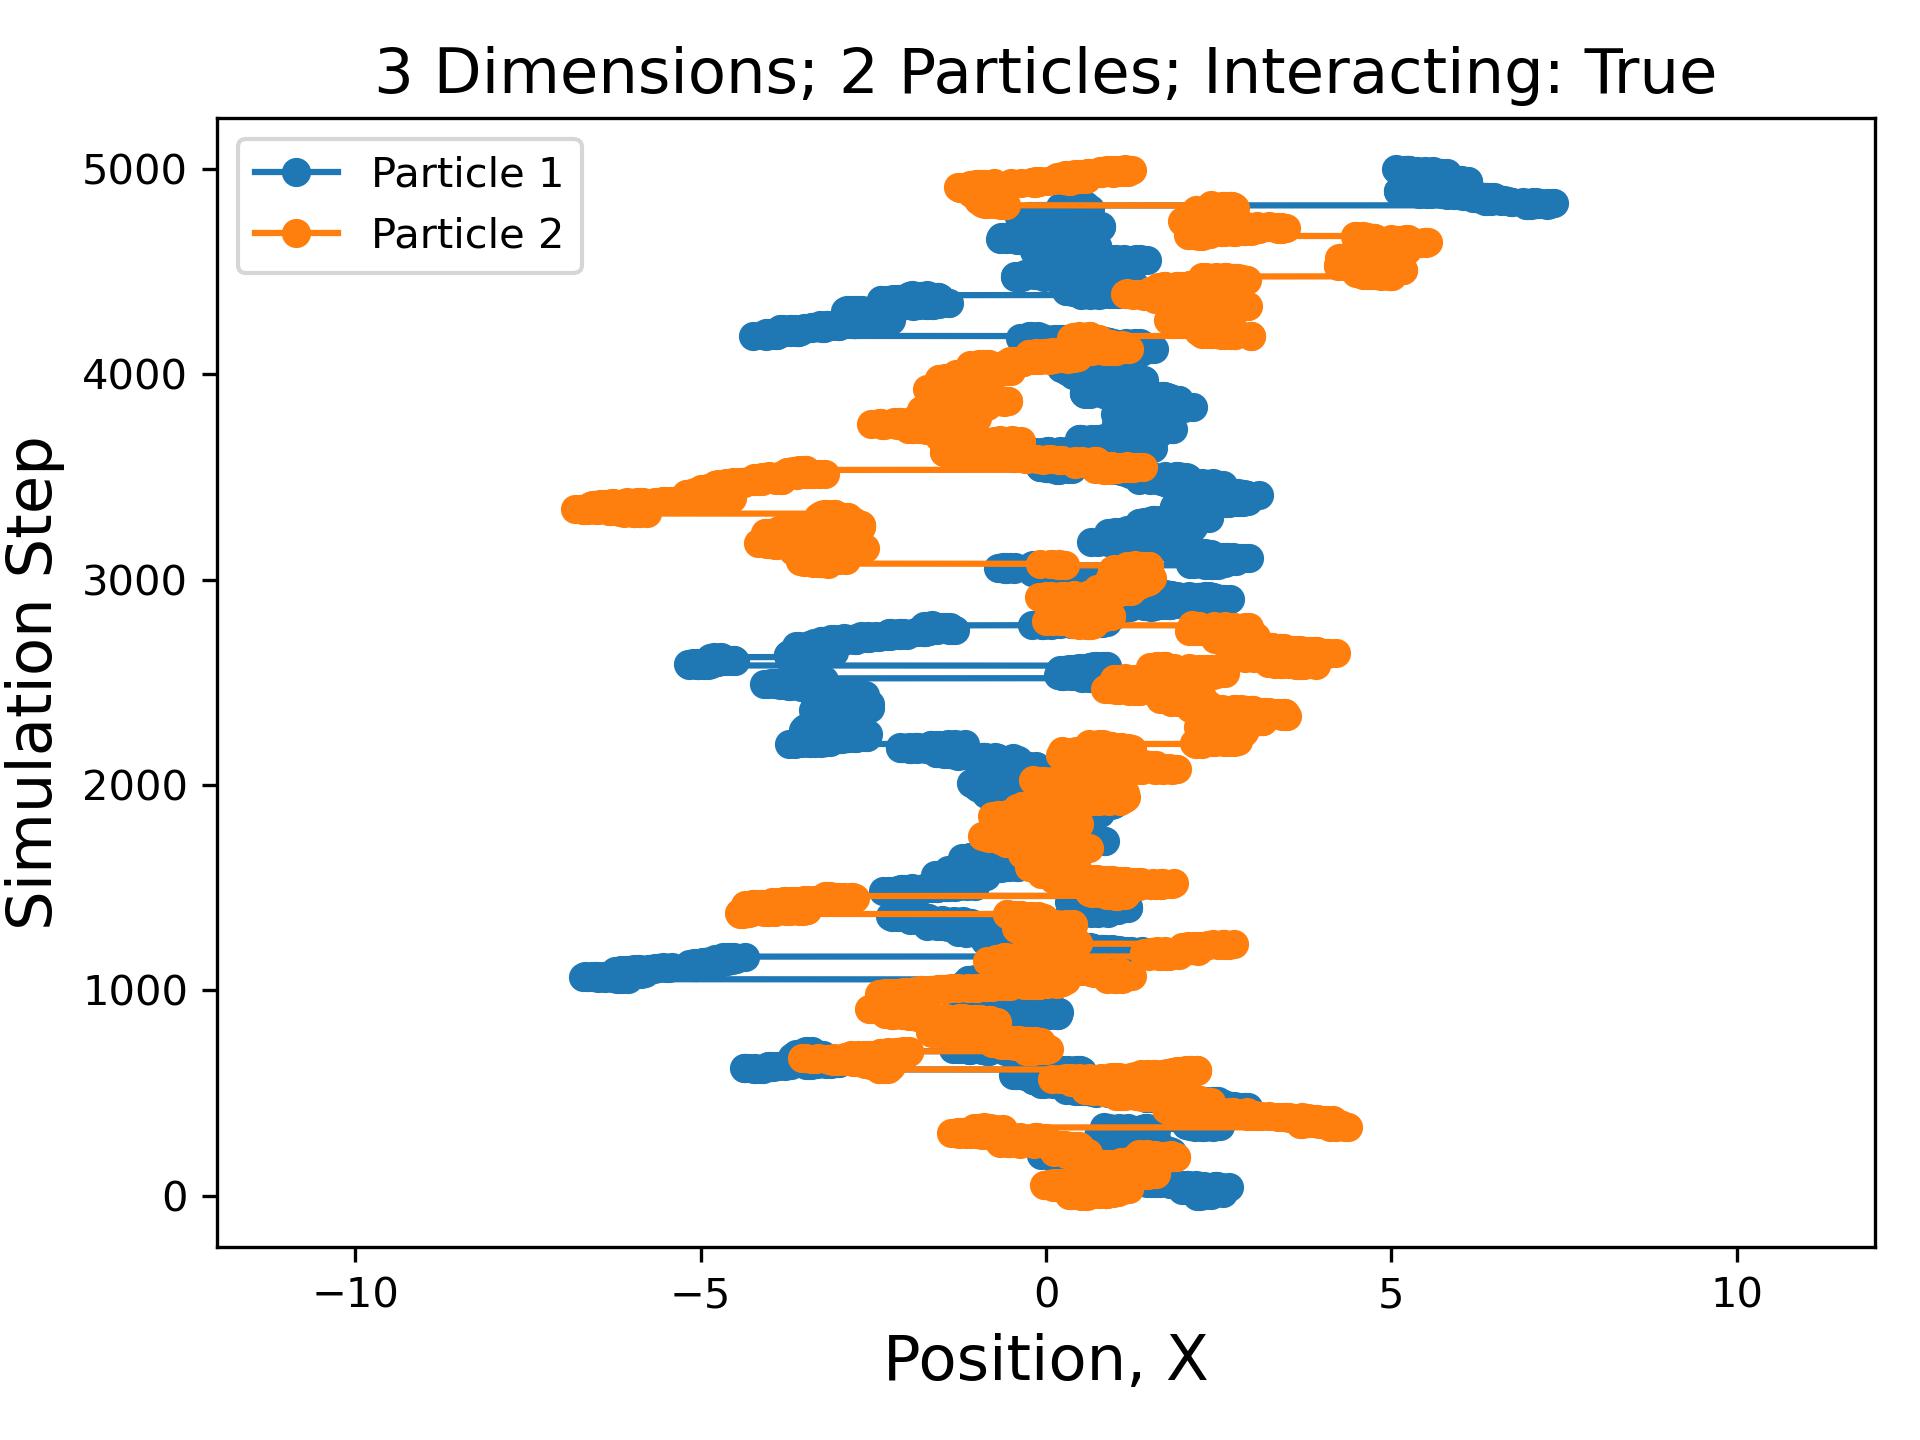 3 Dimensions; 2 Particles; Interacting: True
Particle 1
Particle 2
5000
4000
3000
2000
1000
0
Simulation Step
−10
−5
0
5
10
Position, X